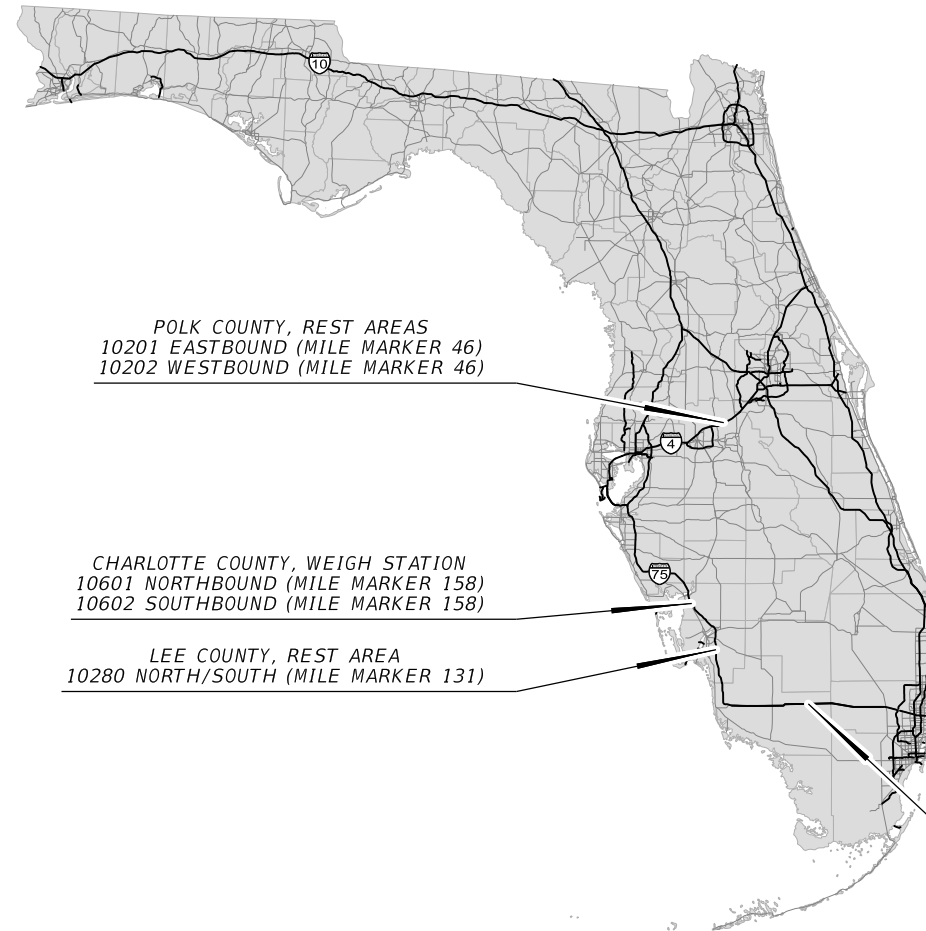 10
POLK COUNTY, REST AREAS
10201 EASTBOUND (MILE MARKER 46)
10202 WESTBOUND (MILE MARKER 46)
4
CHARLOTTE COUNTY, WEIGH STATION
10601 NORTHBOUND (MILE MARKER 158)
10602 SOUTHBOUND (MILE MARKER 158)
75
LEE COUNTY, REST AREA
10280 NORTH/SOUTH (MILE MARKER 131)